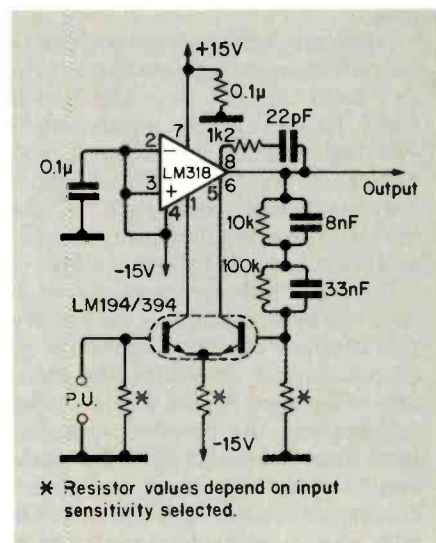 +15V
0.1μ
22pF
1k2
2
7
8
0.1μ
LM318
3
6
+
5
4
1
Output
10k
8nF
-15V
100k
33nF
LM194/394
P.U.
*
*
*
-15V
* Resistor values depend on input
sensitivity selected.